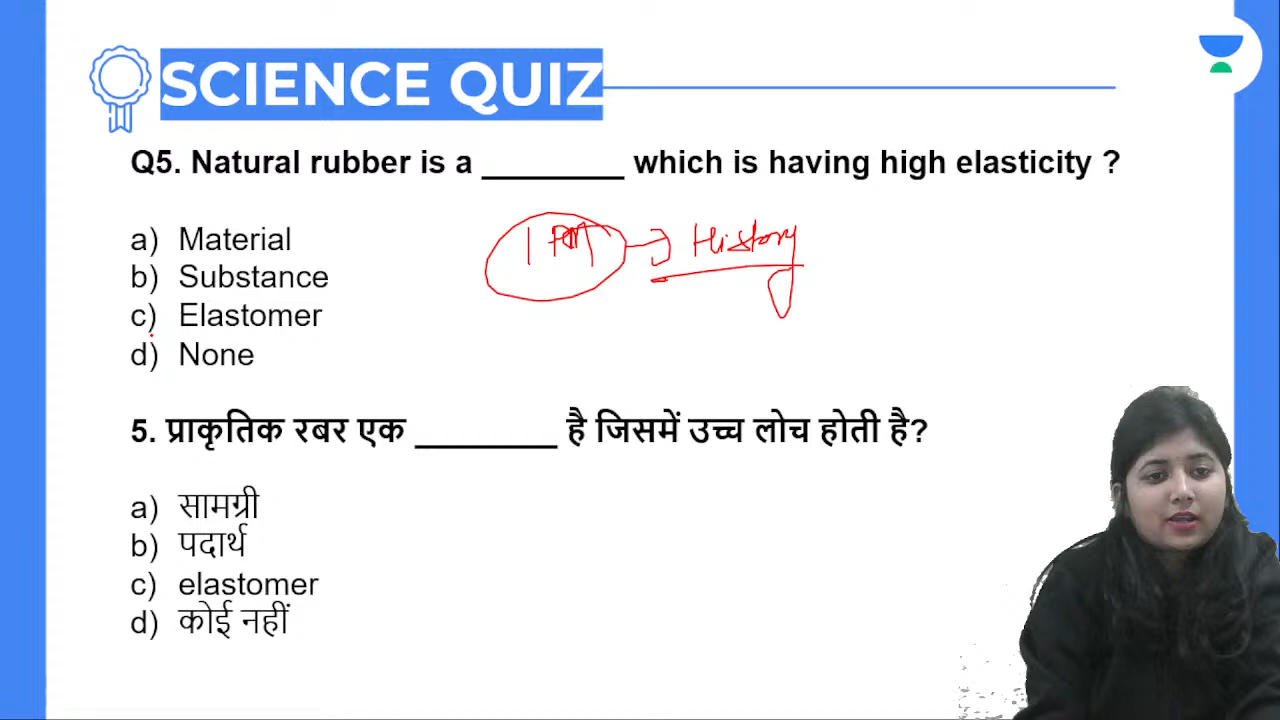 SCIENCE QUIZ
Q5. Natural rubber is a ________ which is having high elasticity ?
a) Material
b) Substance
c) Elastomer
d) None
History
5. प्राकृतिक रबर एक ________ है जिसमें उच्च लोच होती है?
a) सामग्री
b) पदार्थ
c) elastomer
d) कोई नहीं